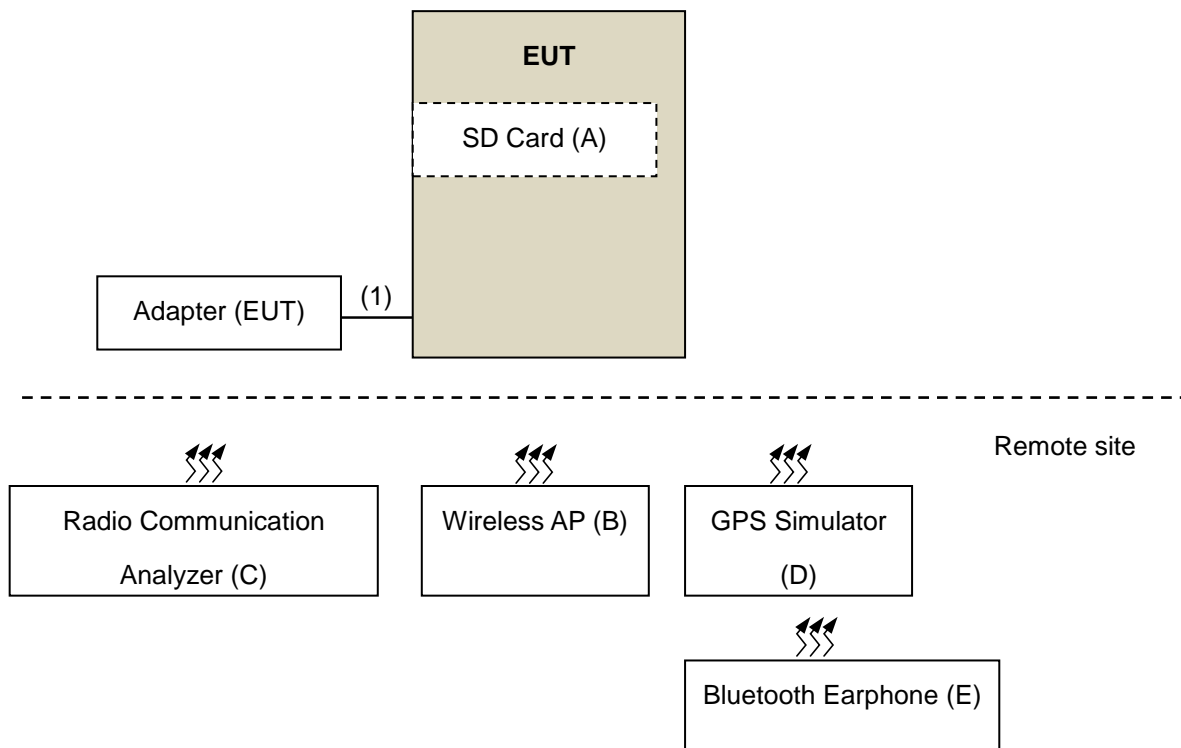 EUT
SD Card (A)
Adapter (EUT)
(1)
Remote site
Radio Communication
Analyzer (C)
Wireless AP (B)
GPS Simulator
(D)
Bluetooth Earphone (E)